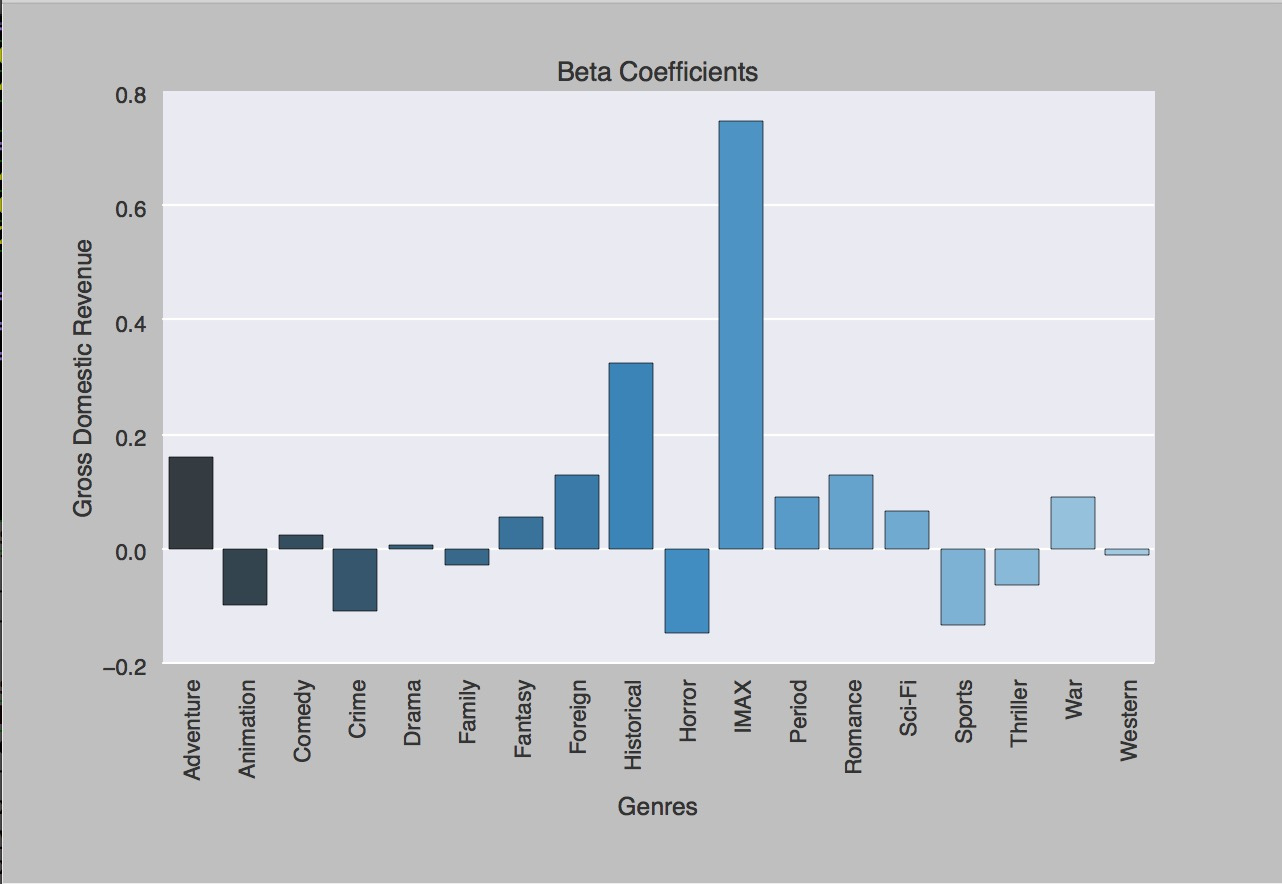 Beta Coefficients
0.8
0.6
0.4
0.2
0.0
−0.2
Gross Domestic Revenue
Adventure
Animation
Comedy
Crime
Drama
Family
Fantasy
Foreign
Historical
Horror
IMAX
Period
Romance
Sci-Fi
Sports
Thriller
War
Western
Genres